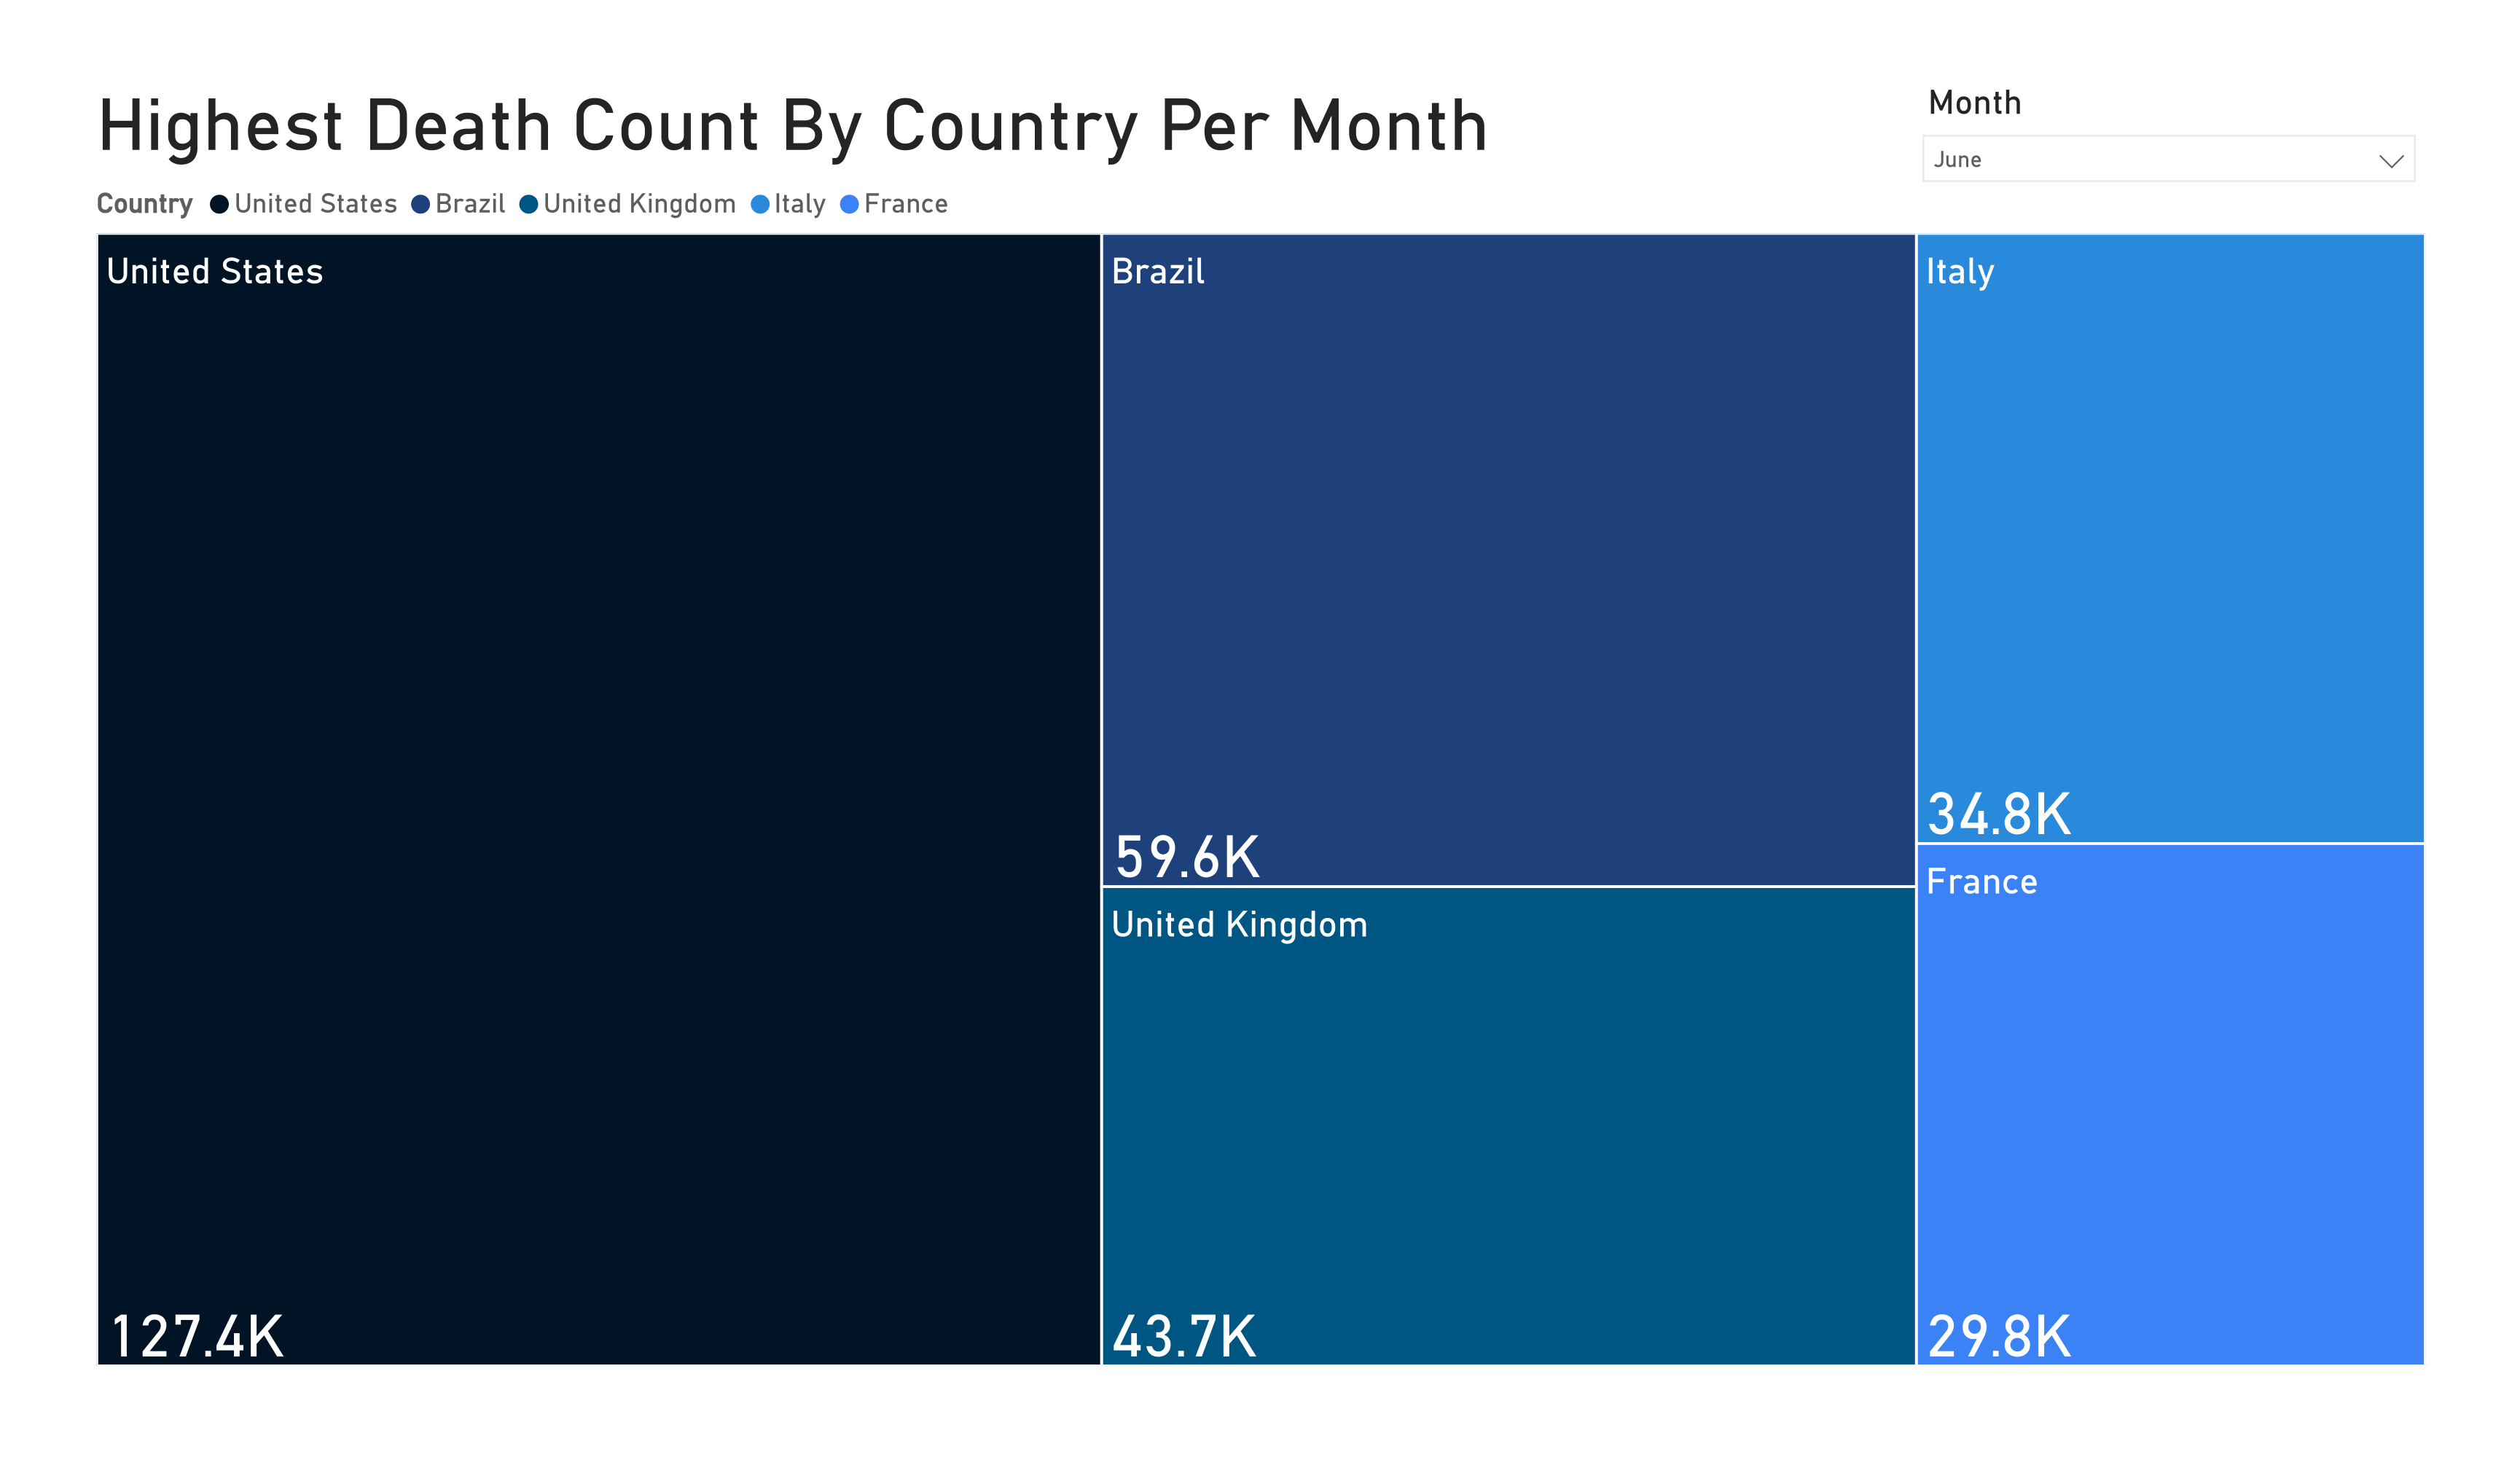 Highest Death Count By Country Per Month
Month
June
Country United States Brazil United Kingdom Italy France
United States
127.4K
Brazil
59.6K
United Kingdom
43.7K
Italy
34.8K
France
29.8K